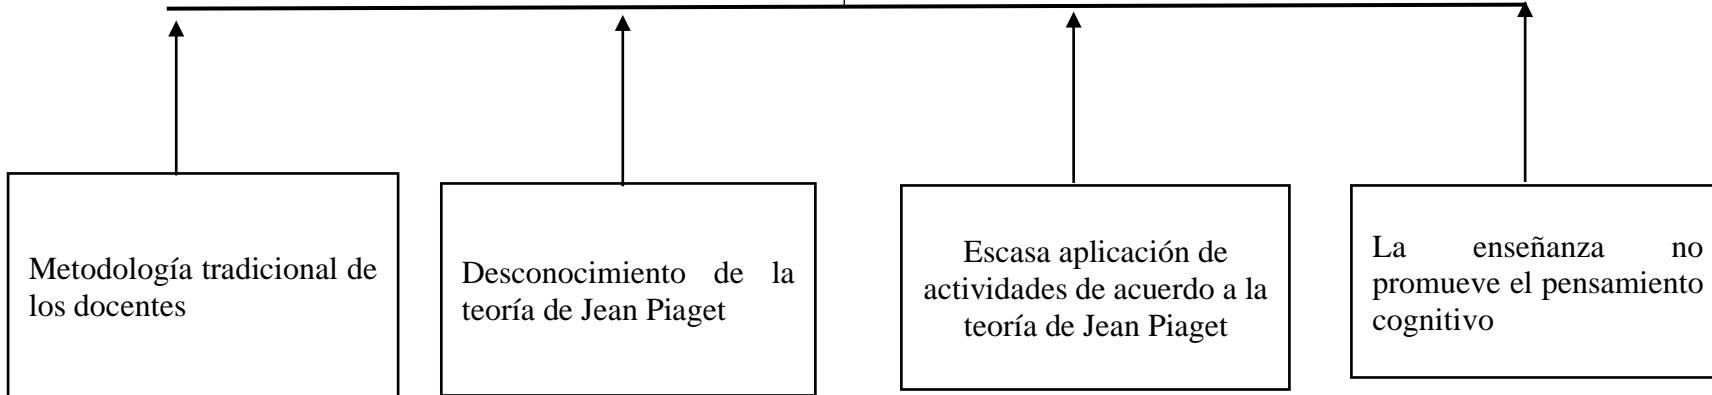 Metodología tradicional de
los docentes
Desconocimiento de la
teoría de Jean Piaget
Escasa aplicación de
actividades de acuerdo a la
teoría de Jean Piaget
La enseñanza no
promueve el pensamiento
cognitivo